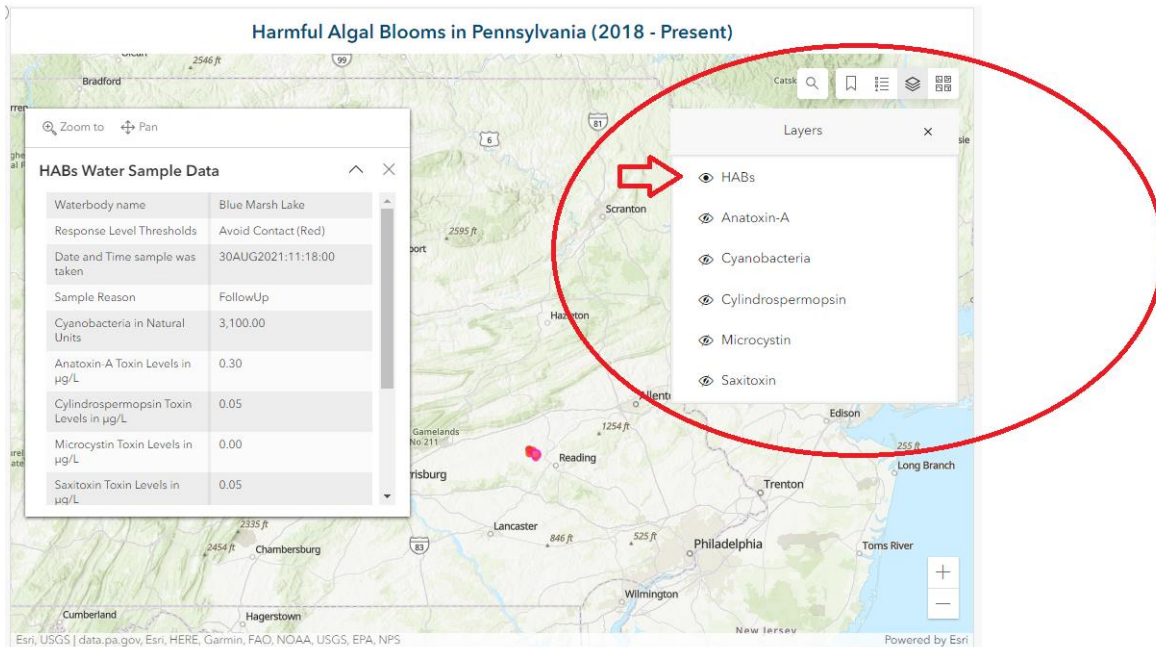 )
Harmful Algal Blooms in Pennsylvania (2018 - Present)
2546 ft
99
Bradford
Catsk
81
6
Zoom to
Pan
Layers
×
HABs Water Sample Data
HABs
Waterbody name Blue Marsh Lake
Response Level Thresholds Avoid Contact (Red)
Date and Time sample was taken 30AUG2021:11:18:00
Sample Reason FollowUp
Cyanobacteria in Natural Units 3,100.00
Anatoxin-A Toxin Levels in µg/L 0.30
Cylindrospermopsin Toxin Levels in µg/L 0.05
Microcystin Toxin Levels in µg/L 0.00
Saxitoxin Toxin Levels in µg/L 0.05
Anatoxin-A
Cyanobacteria
Cylindrospermopsin
Microcystin
Saxitoxin
Scranton
2595 ft
port
Hazleton
Allent
1254 ft
Edison
Gamelands
No 211
255 ft
Reading
Long Branch
rrisburg
Trenton
2335 ft
Lancaster
846 ft
525 ft
2454 ft
Chambersburg
83
Philadelphia
Toms River
Wilmington
+
−
Cumberland
Hagerstown
New Jersey
Esri, USGS | data.pa.gov, Esri, HERE, Garmin, FAO, NOAA, USGS, EPA, NPS
Powered by Esri